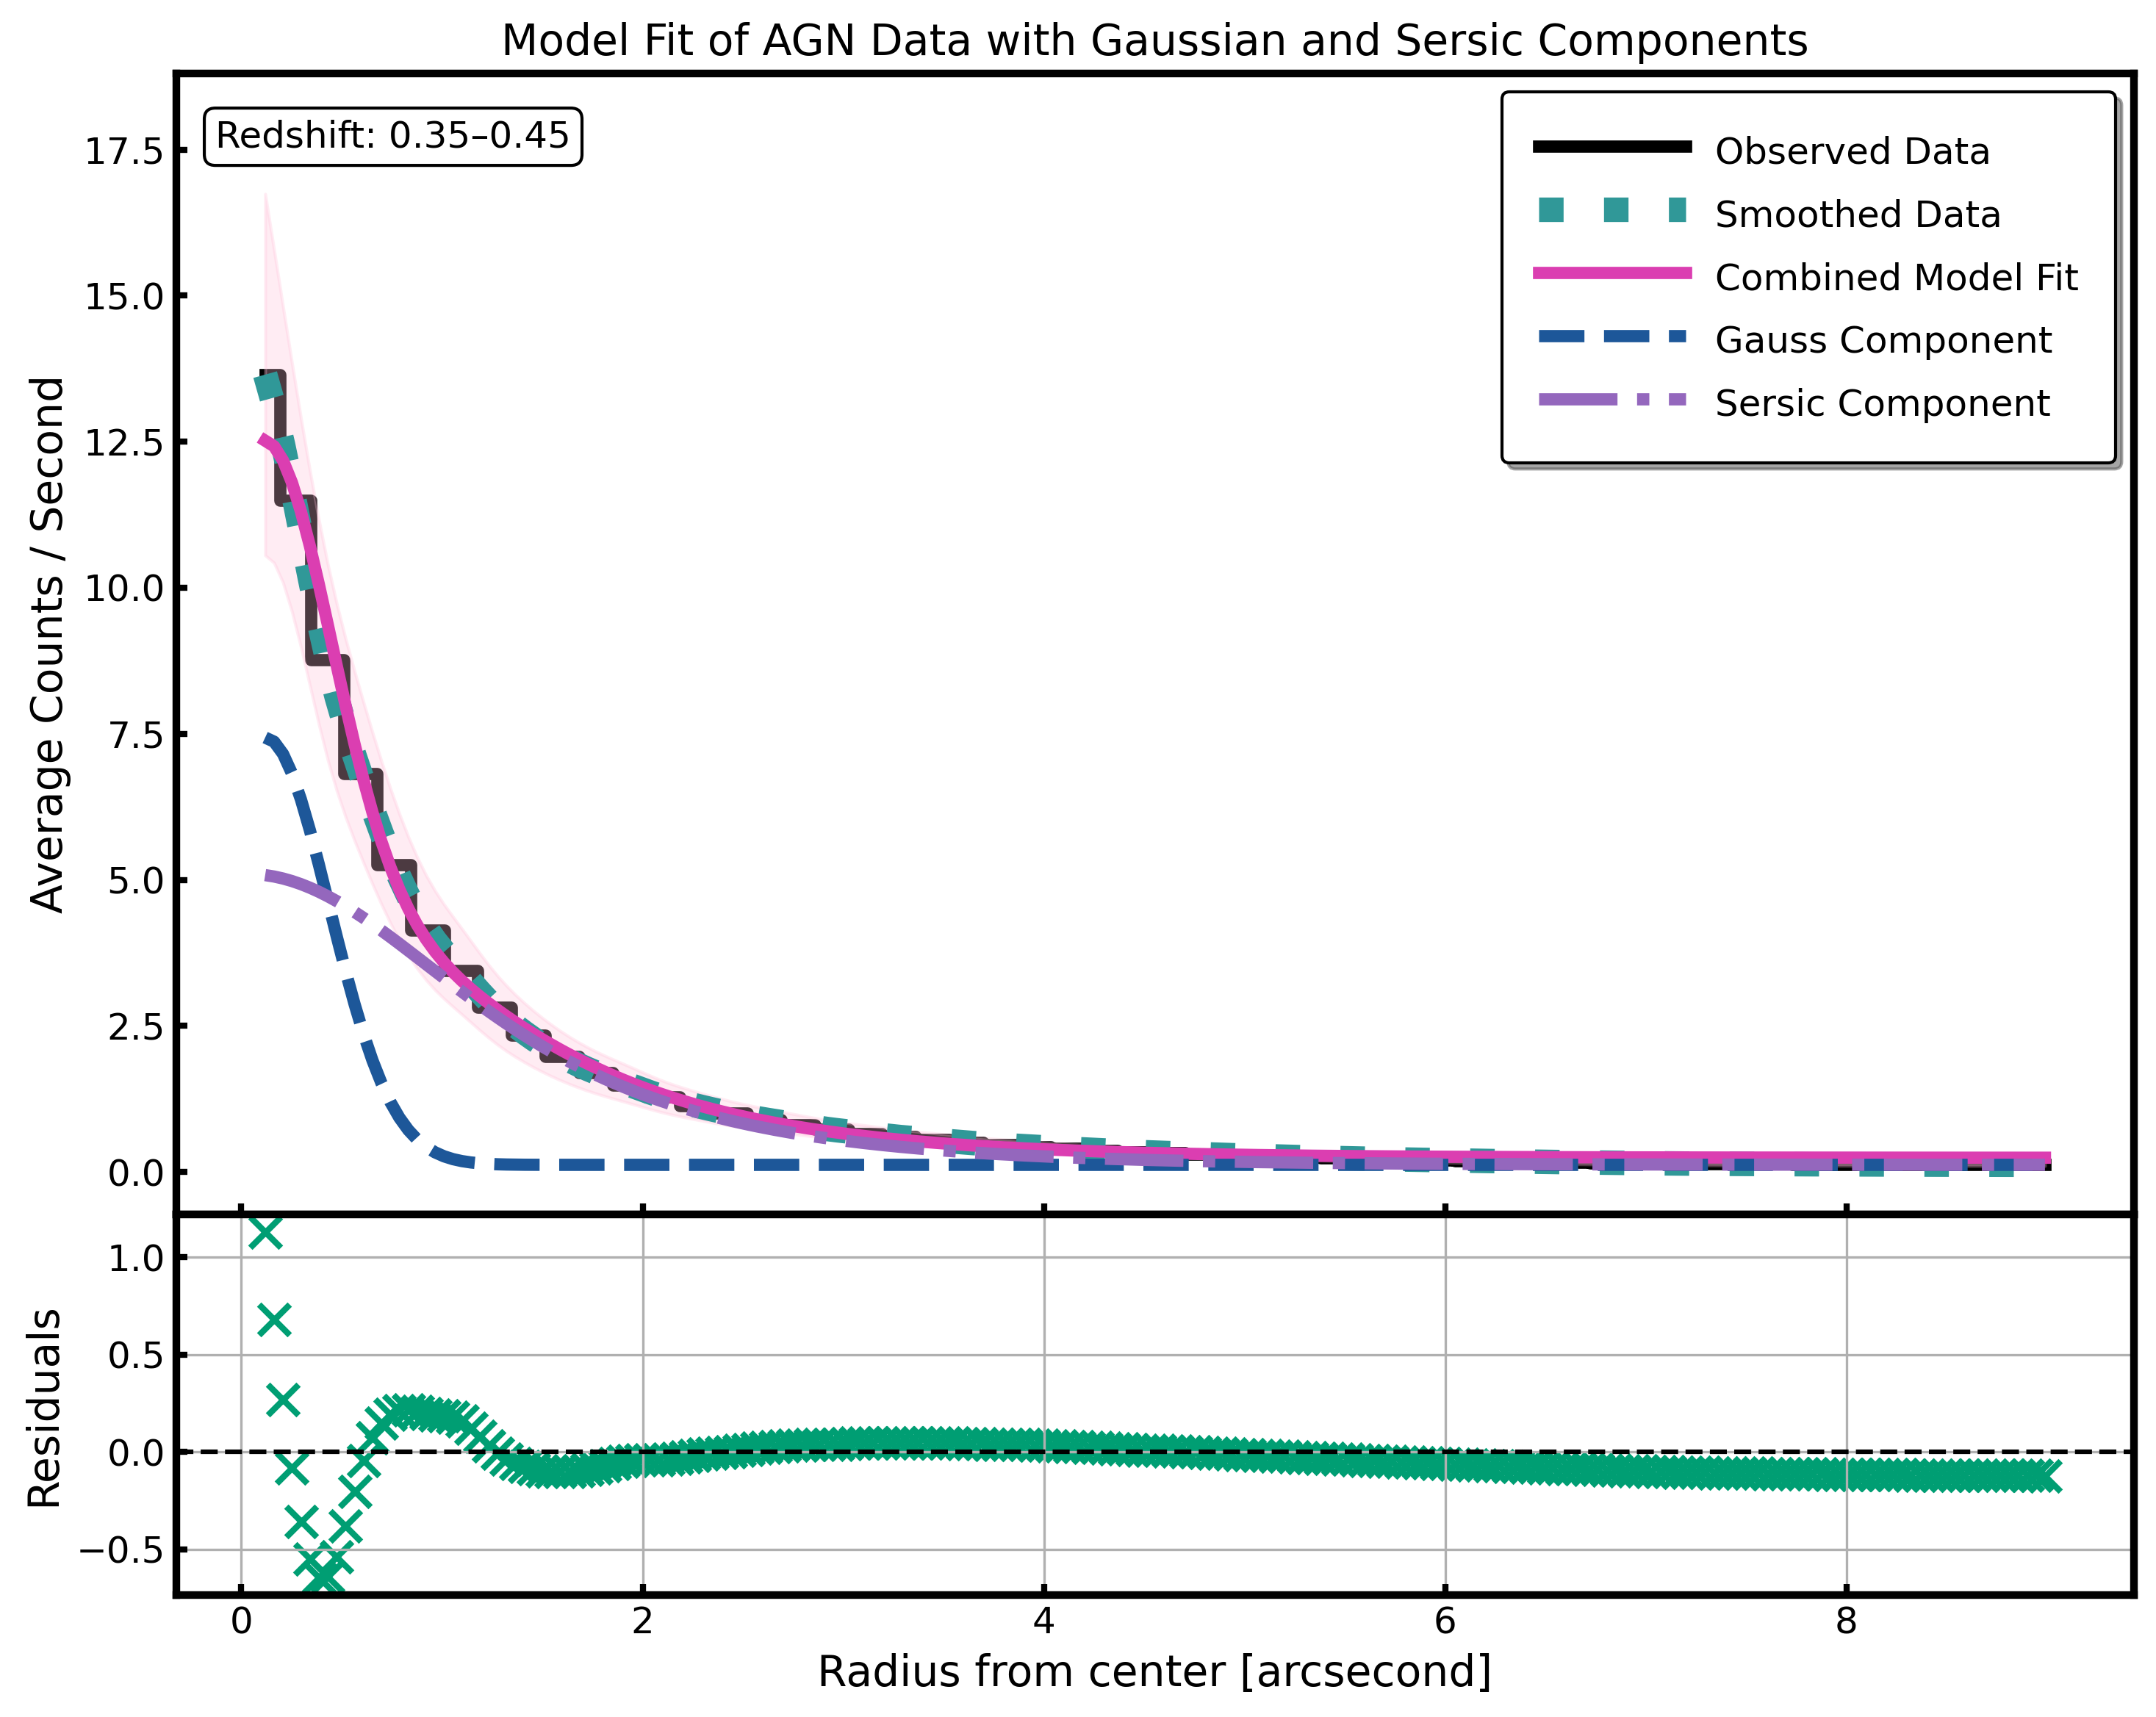 Model Fit of AGN Data with Gaussian and Sersic Components
Redshift: 0.35–0.45
Observed Data
Smoothed Data
Combined Model Fit
Gauss Component
Sersic Component
Average Counts / Second
17.5
15.0
12.5
10.0
7.5
5.0
2.5
0.0
Residuals
1.0
0.5
0.0
−0.5
0 2 4 6 8
Radius from center [arcsecond]